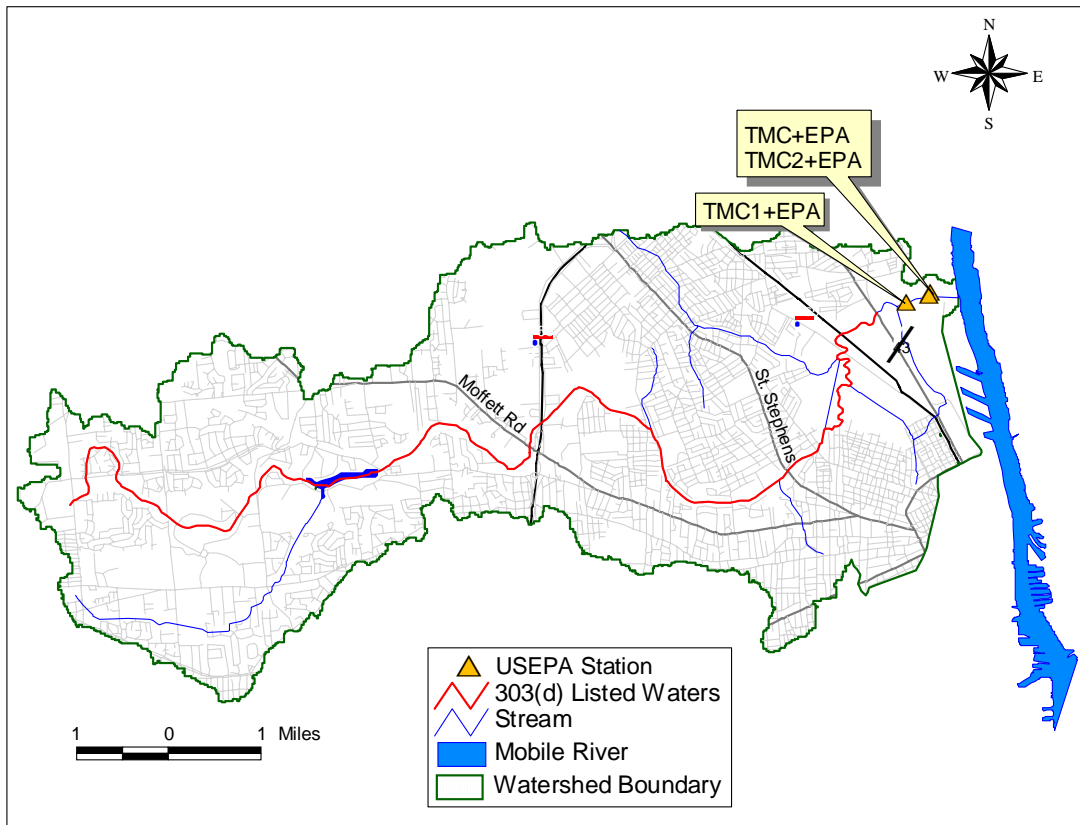 N
W E
S
TMC+EPA
TMC2+EPA
TMC1+EPA
Moffett Rd
St. Stephens
USEPA Station
303(d) Listed Waters
Stream
Mobile River
Watershed Boundary
1 0 1 Miles